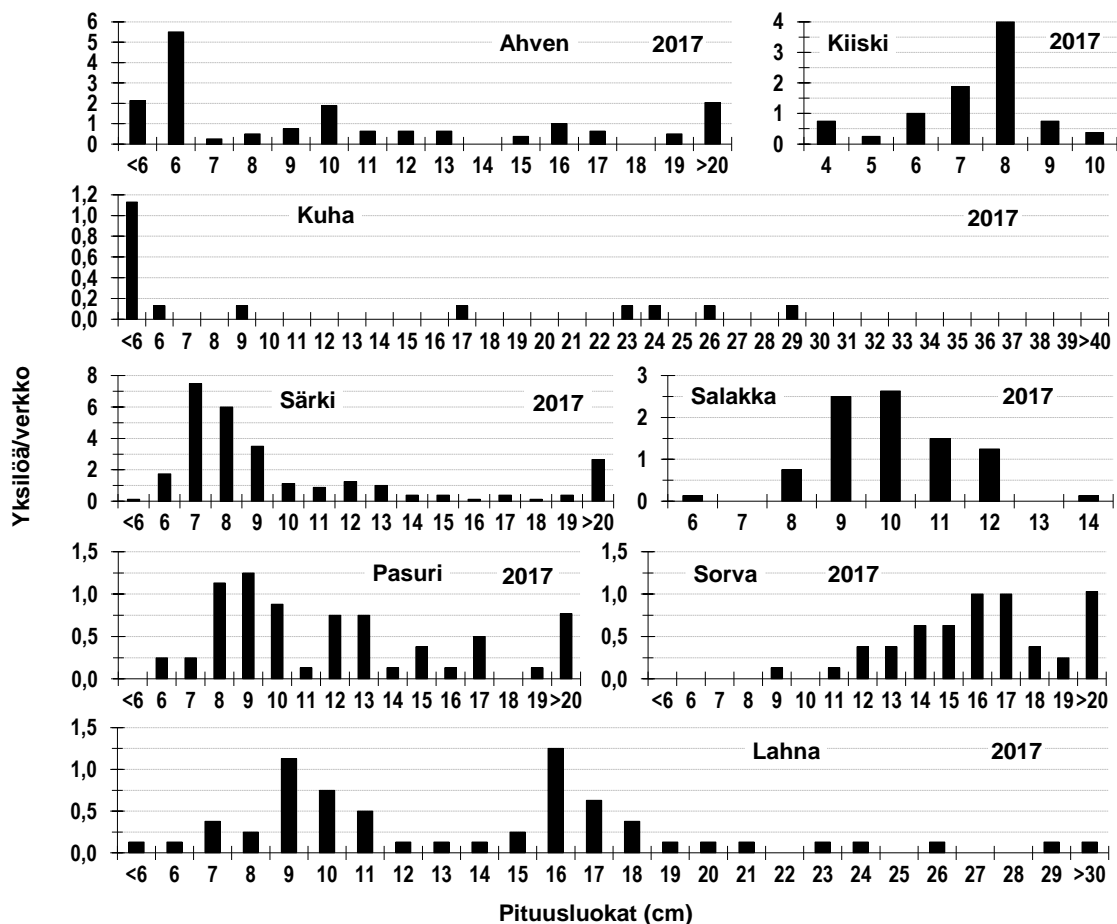 Yksilöä/verkko
Ahven 2017
6
5
4
3
2
1
0
<6 6 7 8 9 10 11 12 13 14 15 16 17 18 19 >20
Kiiski 2017
4
3
2
1
0
4 5 6 7 8 9 10
Kuha 2017
1,2
1,0
0,8
0,6
0,4
0,2
0,0
<6 6 7 8 9 10 11 12 13 14 15 16 17 18 19 20 21 22 23 24 25 26 27 28 29 30 31 32 33 34 35 36 37 38 39 >40
Särki 2017
8
6
4
2
0
<6 6 7 8 9 10 11 12 13 14 15 16 17 18 19 >20
Salakka 2017
3
2
1
0
6 7 8 9 10 11 12 13 14
Pasuri 2017
1,5
1,0
0,5
0,0
<6 6 7 8 9 10 11 12 13 14 15 16 17 18 19 >20
Sorva 2017
1,5
1,0
0,5
0,0
<6 6 7 8 9 10 11 12 13 14 15 16 17 18 19 >20
Lahna 2017
1,5
1,0
0,5
0,0
<6 6 7 8 9 10 11 12 13 14 15 16 17 18 19 20 21 22 23 24 25 26 27 28 29 >30
Pituusluokat (cm)